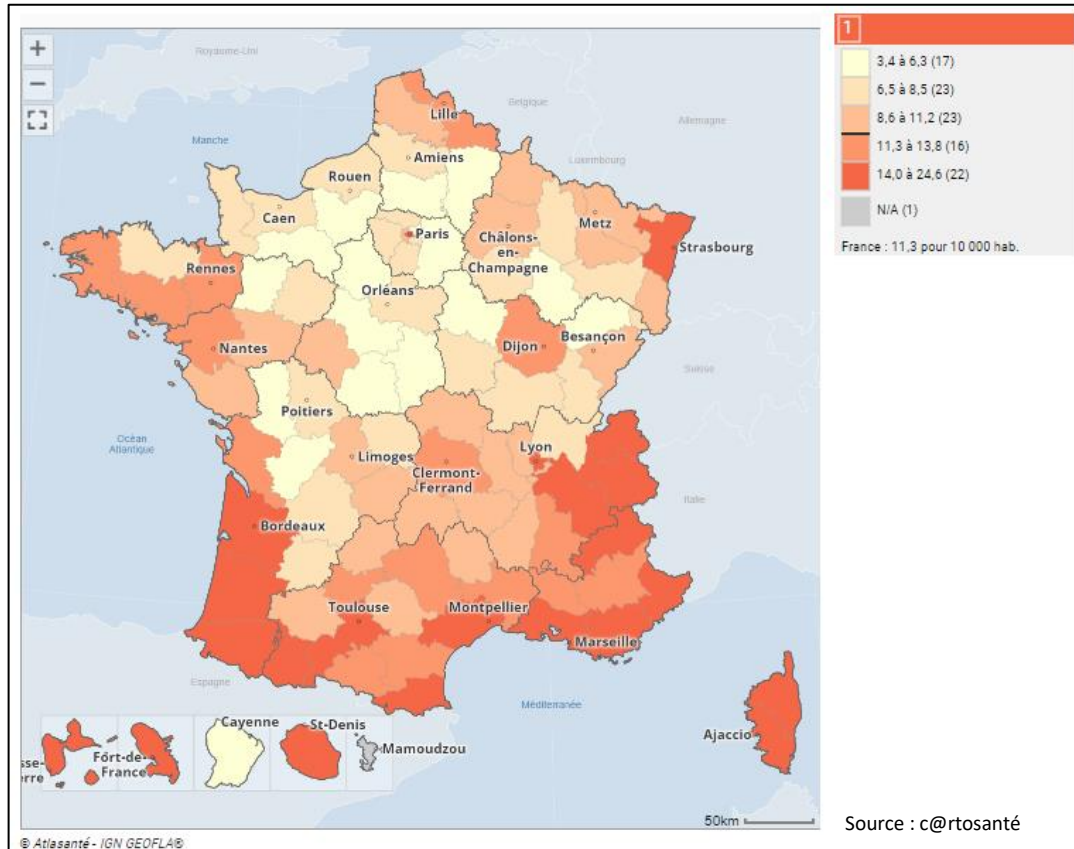 +
−
Royaume-Uni
Belgique
Allemagne
Luxembourg
Manche
Lille
Amiens
Rouen
Caen
Paris
Metz
Châlons-
en-
Champagne
Strasbourg
Rennes
Orléans
Nantes
Dijon
Besançon
Suisse
Poitiers
Océan
Atlantique
Limoges
Clermont-
Ferrand
Lyon
Italie
Bordeaux
Toulouse
Montpellier
Marseille
Espagne
Méditerranée
Ajaccio
Cayenne
St-Denis
Mamoudzou
Fort-de-
France
sse-
erre
50km
© Atlasanté - IGN GEOFLA®
1
3,4 à 6,3 (17)
6,5 à 8,5 (23)
8,6 à 11,2 (23)
11,3 à 13,8 (16)
14,0 à 24,6 (22)
N/A (1)
France : 11,3 pour 10 000 hab.
Source : c@rtosanté